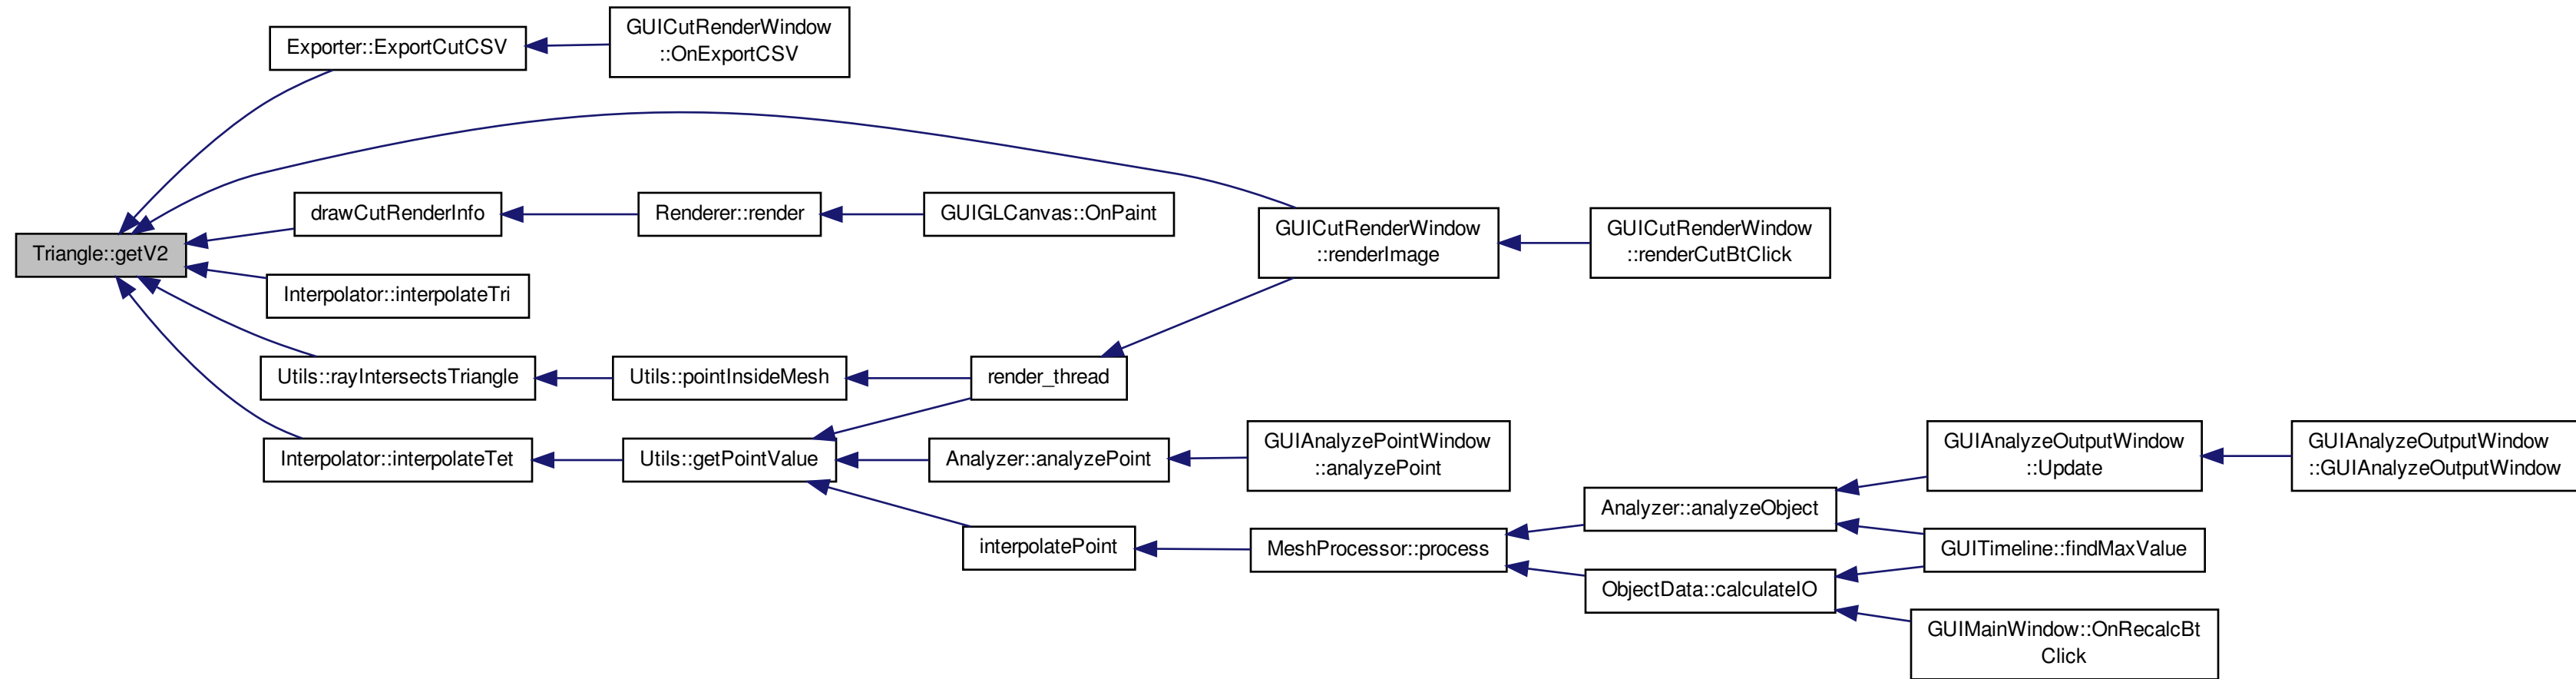 GUICutRenderWindow
::OnExportCSV
Exporter::ExportCutCSV
drawCutRenderInfo
Renderer::render
GUIGLCanvas::OnPaint
GUICutRenderWindow
::renderImage
GUICutRenderWindow
::renderCutBtClick
Triangle::getV2
Interpolator::interpolateTri
Utils::rayIntersectsTriangle
Utils::pointInsideMesh
render_thread
Interpolator::interpolateTet
Utils::getPointValue
Analyzer::analyzePoint
GUIAnalyzePointWindow
::analyzePoint
GUIAnalyzeOutputWindow
::Update
GUIAnalyzeOutputWindow
::GUIAnalyzeOutputWindow
Analyzer::analyzeObject
interpolatePoint
MeshProcessor::process
GUITimeline::findMaxValue
ObjectData::calculateIO
GUIMainWindow::OnRecalcBt
Click